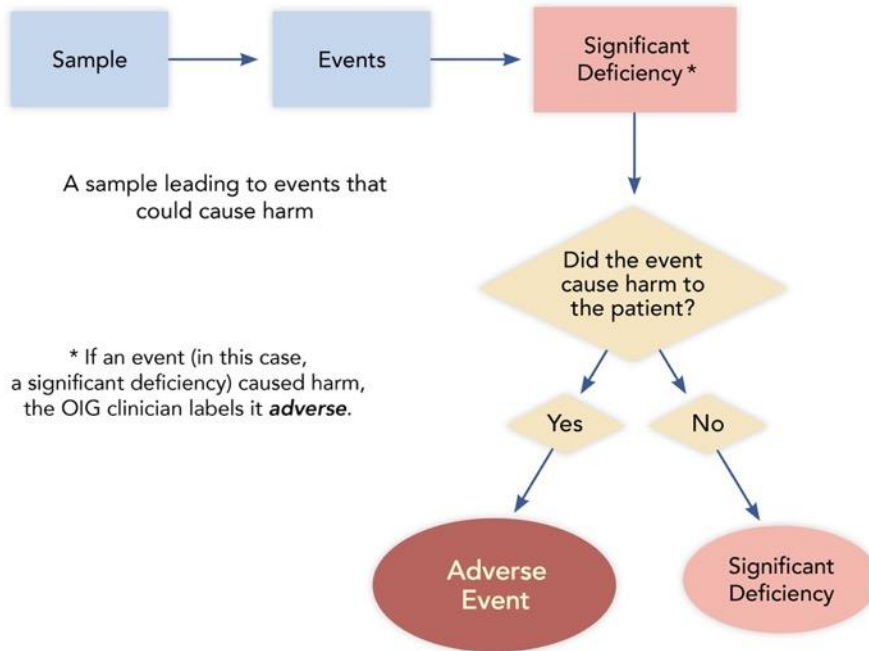 Sample
Events
Significant
Deficiency *
A sample leading to events that
could cause harm
Did the event
cause harm to
the patient?
* If an event (in this case,
a significant deficiency) caused harm,
the OIG clinician labels it adverse.
Yes
No
Adverse
Event
Significant
Deficiency